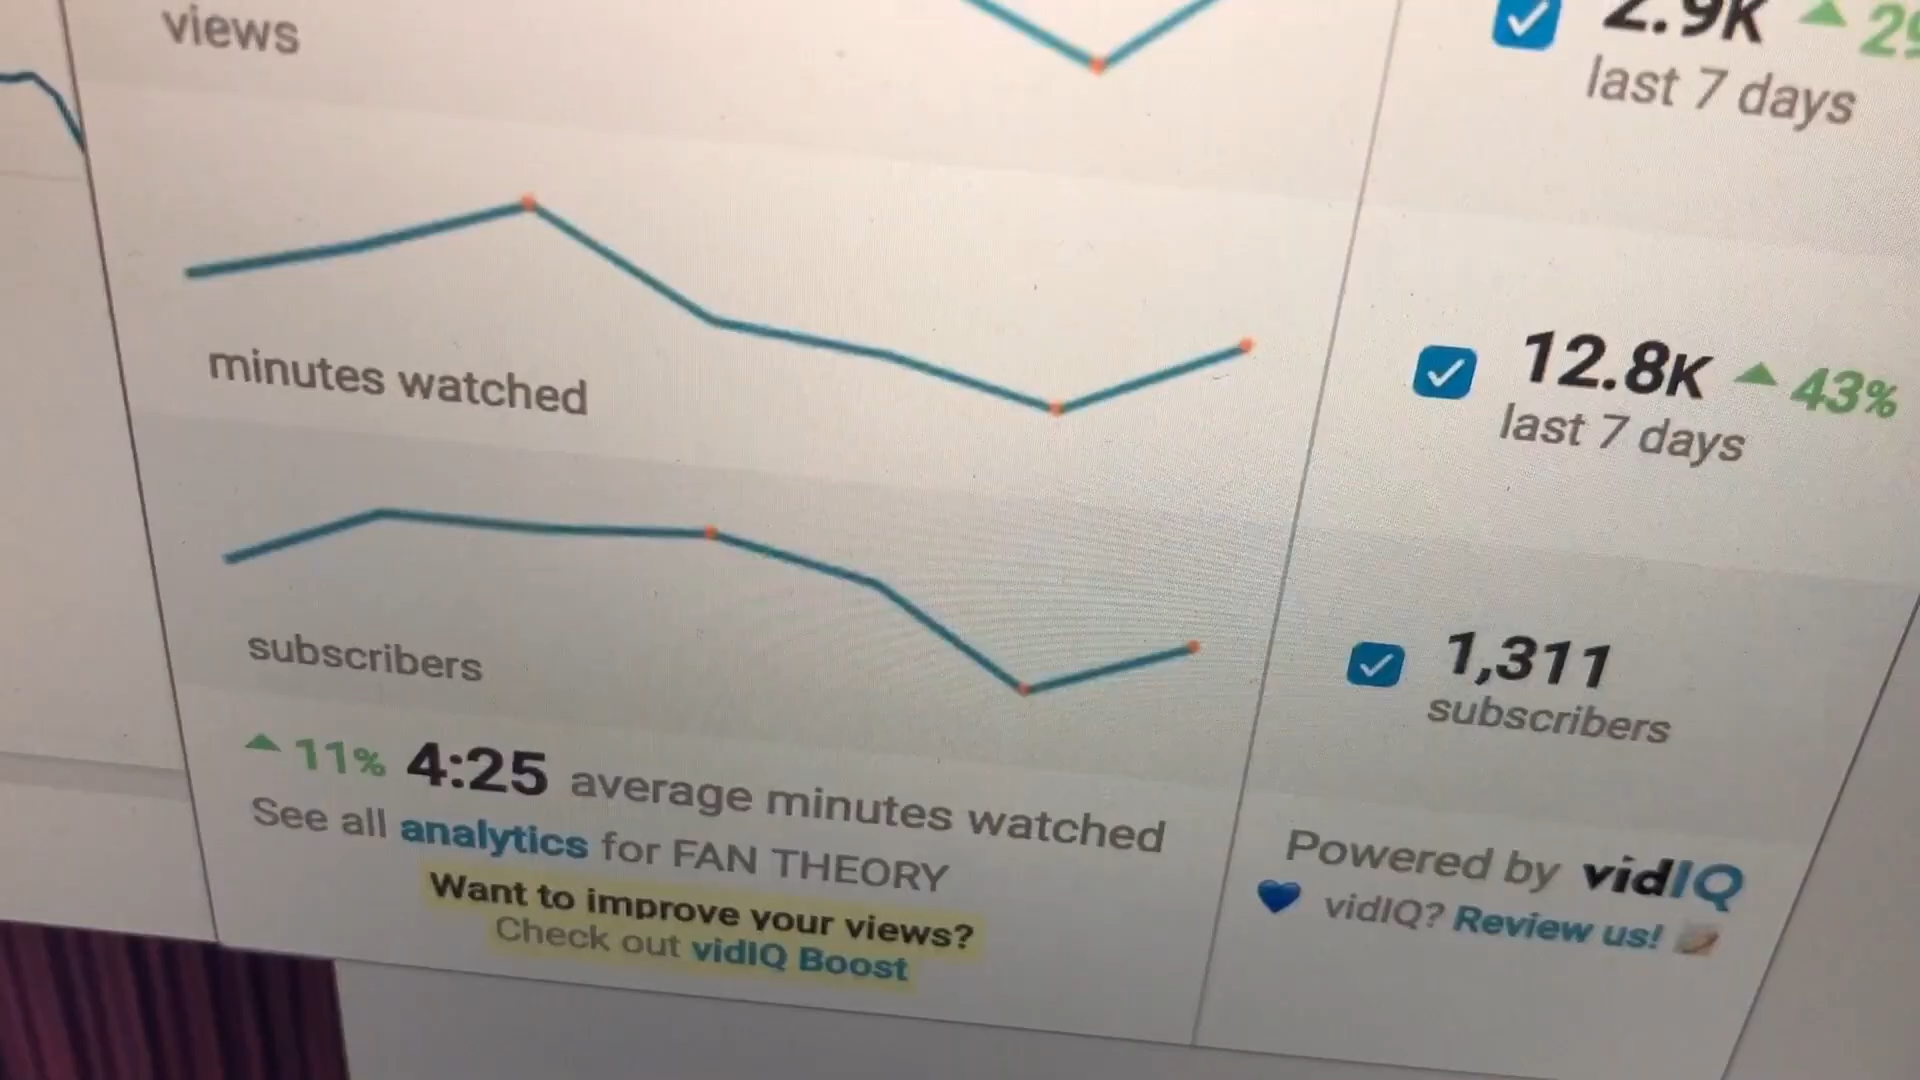 views
2.9K ▲ 29
last 7 days
minutes watched
12.8K ▲ 43%
last 7 days
subscribers
1,311
subscribers
▲ 11% 4:25 average minutes watched
See all analytics for FAN THEORY
Want to improve your views?
Check out vidIQ Boost
Powered by vidIQ
💙 vidIQ? Review us!